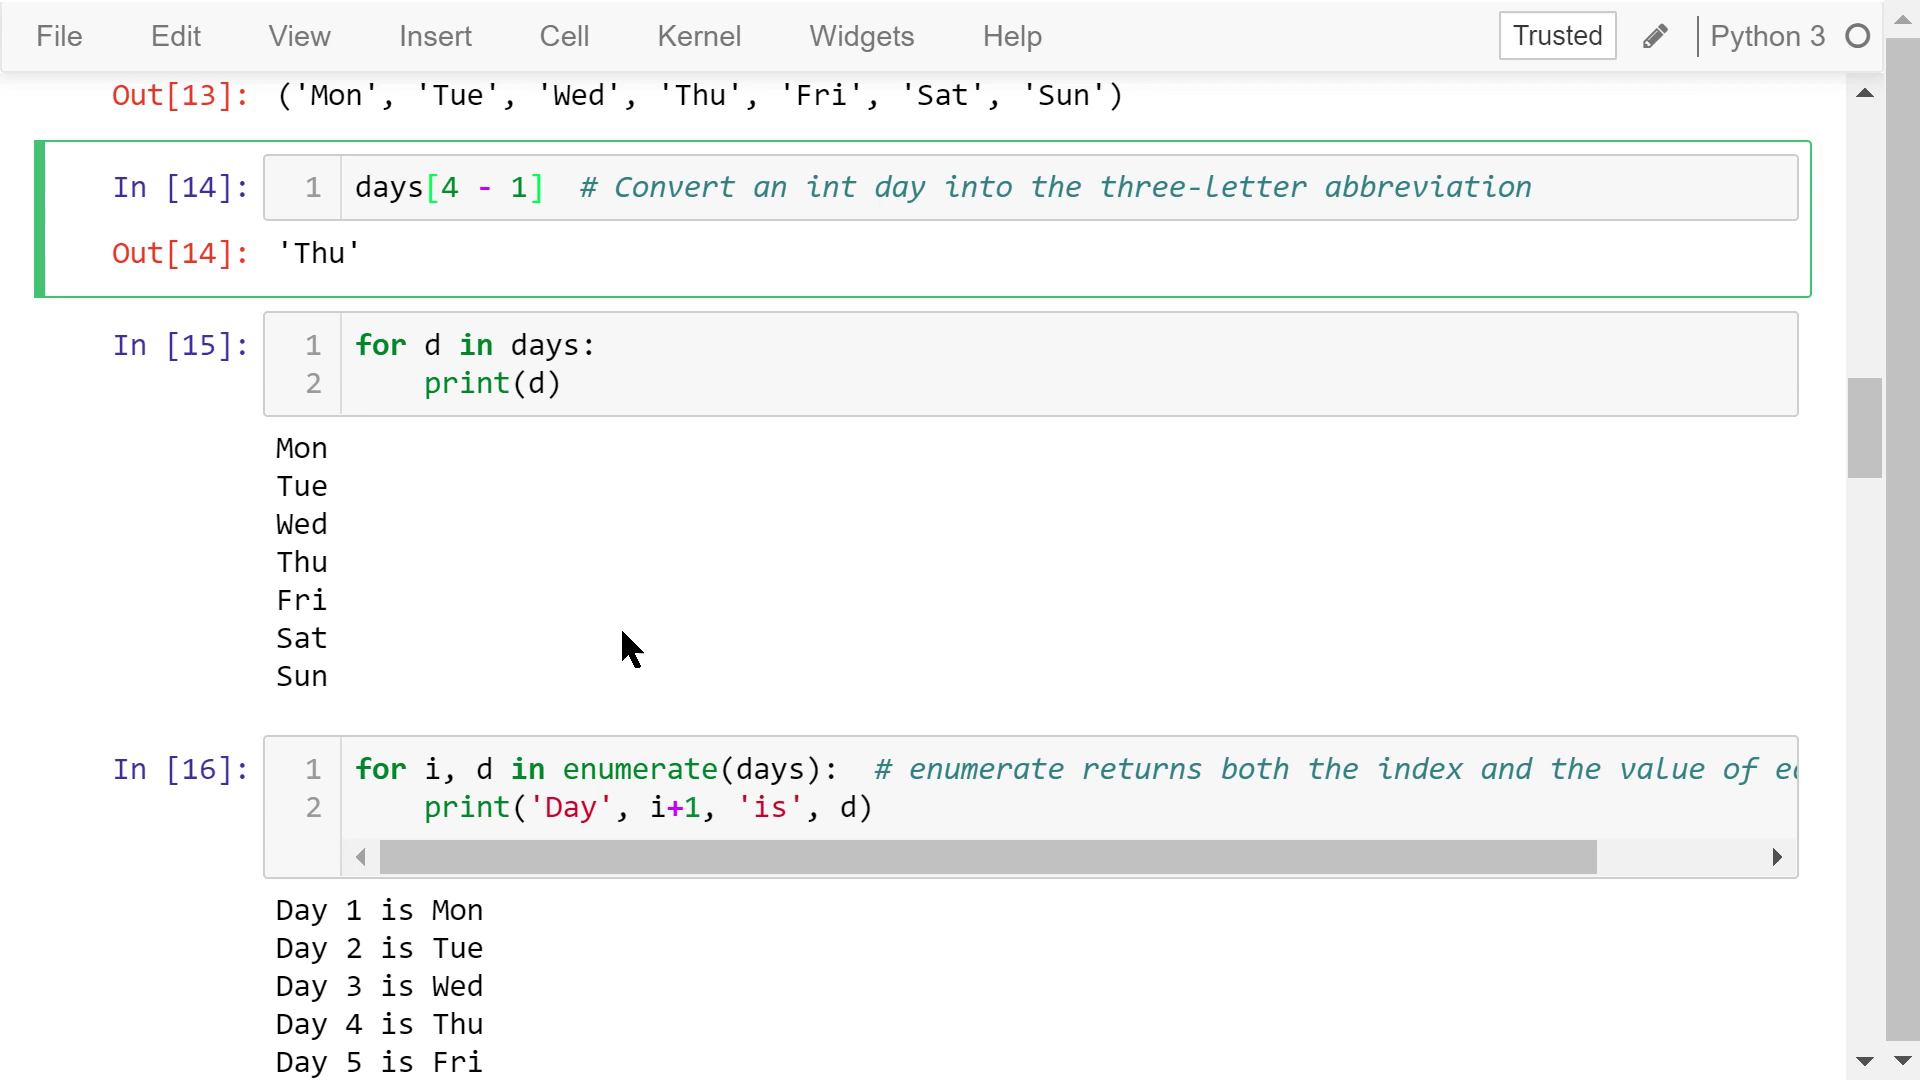 File Edit View Insert Cell Kernel Widgets Help Trusted Python 3
Out[13]: ('Mon', 'Tue', 'Wed', 'Thu', 'Fri', 'Sat', 'Sun')
In [14]: 1 days[4 - 1]  # Convert an int day into the three-letter abbreviation
Out[14]: 'Thu'
In [15]: 1 for d in days:
2     print(d)
Mon
Tue
Wed
Thu
Fri
Sat
Sun
In [16]: 1 for i, d in enumerate(days):  # enumerate returns both the index and the value of
2     print('Day', i+1, 'is', d)
Day 1 is Mon
Day 2 is Tue
Day 3 is Wed
Day 4 is Thu
Day 5 is Fri